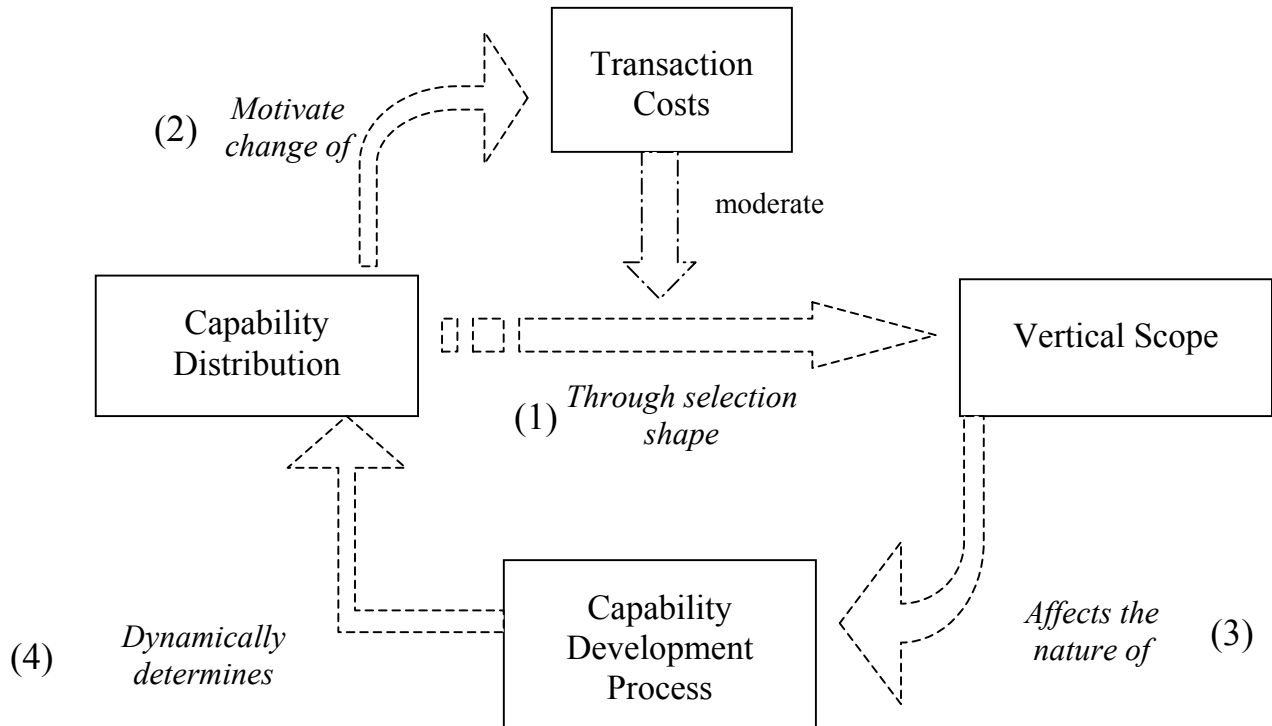 Transaction
Costs
(2)
Motivate
change of
moderate
Capability
Distribution
Vertical Scope
(1)
Through selection
shape
Capability
Development
Process
Affects the
nature of
(3)
(4)
Dynamically
determines